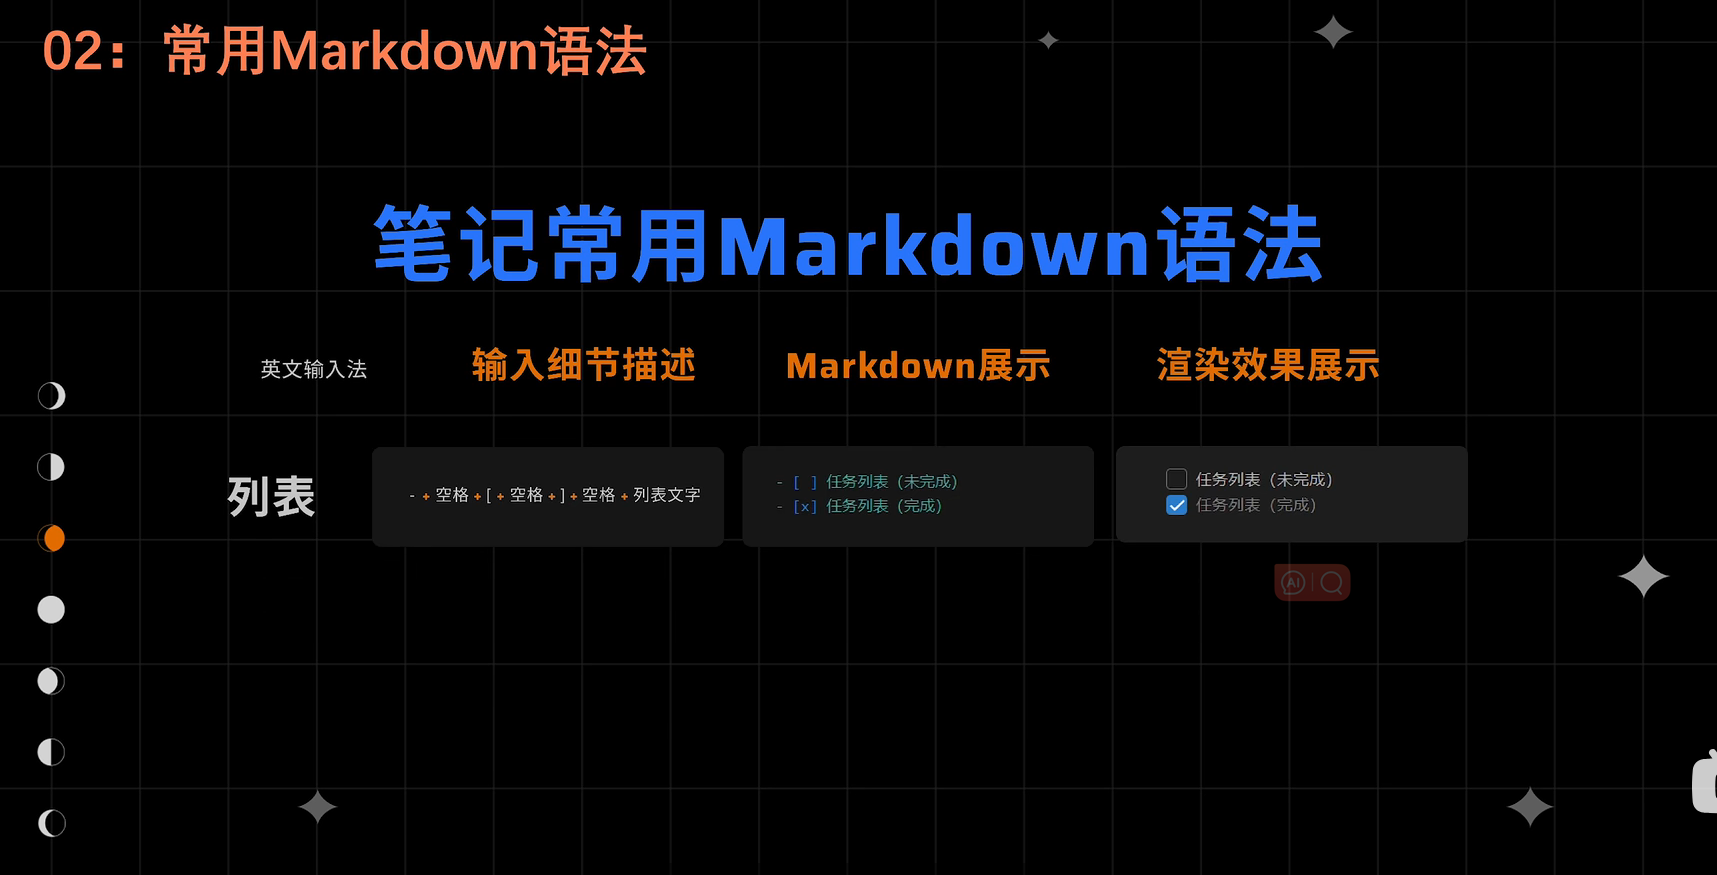 02：常用Markdown语法
笔记常用Markdown语法
英文输入法
输入细节描述
Markdown展示
渲染效果展示
列表
- + 空格 + [ + 空格 + ] + 空格 + 列表文字
- [ ] 任务列表（未完成）
- [x] 任务列表（完成）
任务列表（未完成）
任务列表（完成）
AI